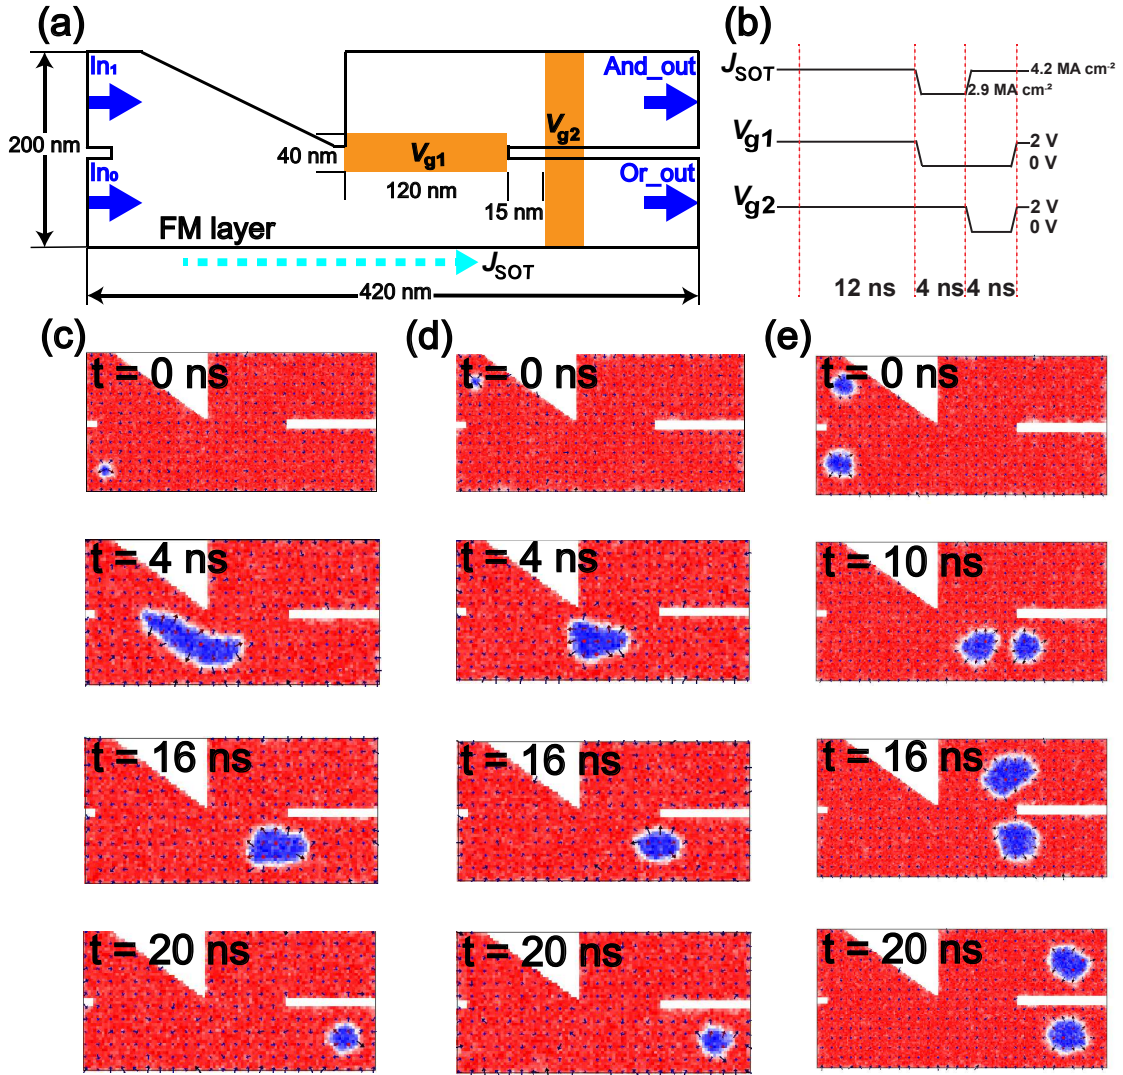 (a)
In₁
And_out
200 nm
40 nm
Vg1
Vg2
In₀
120 nm
15 nm
Or_out
FM layer
JSOT
420 nm
(b)
JSOT
4.2 MA cm⁻²
2.9 MA cm⁻²
Vg1
2 V
0 V
Vg2
2 V
0 V
12 ns
4 ns
4 ns
(c)
t = 0 ns
t = 4 ns
t = 16 ns
t = 20 ns
(d)
t = 0 ns
t = 4 ns
t = 16 ns
t = 20 ns
(e)
t = 0 ns
t = 10 ns
t = 16 ns
t = 20 ns